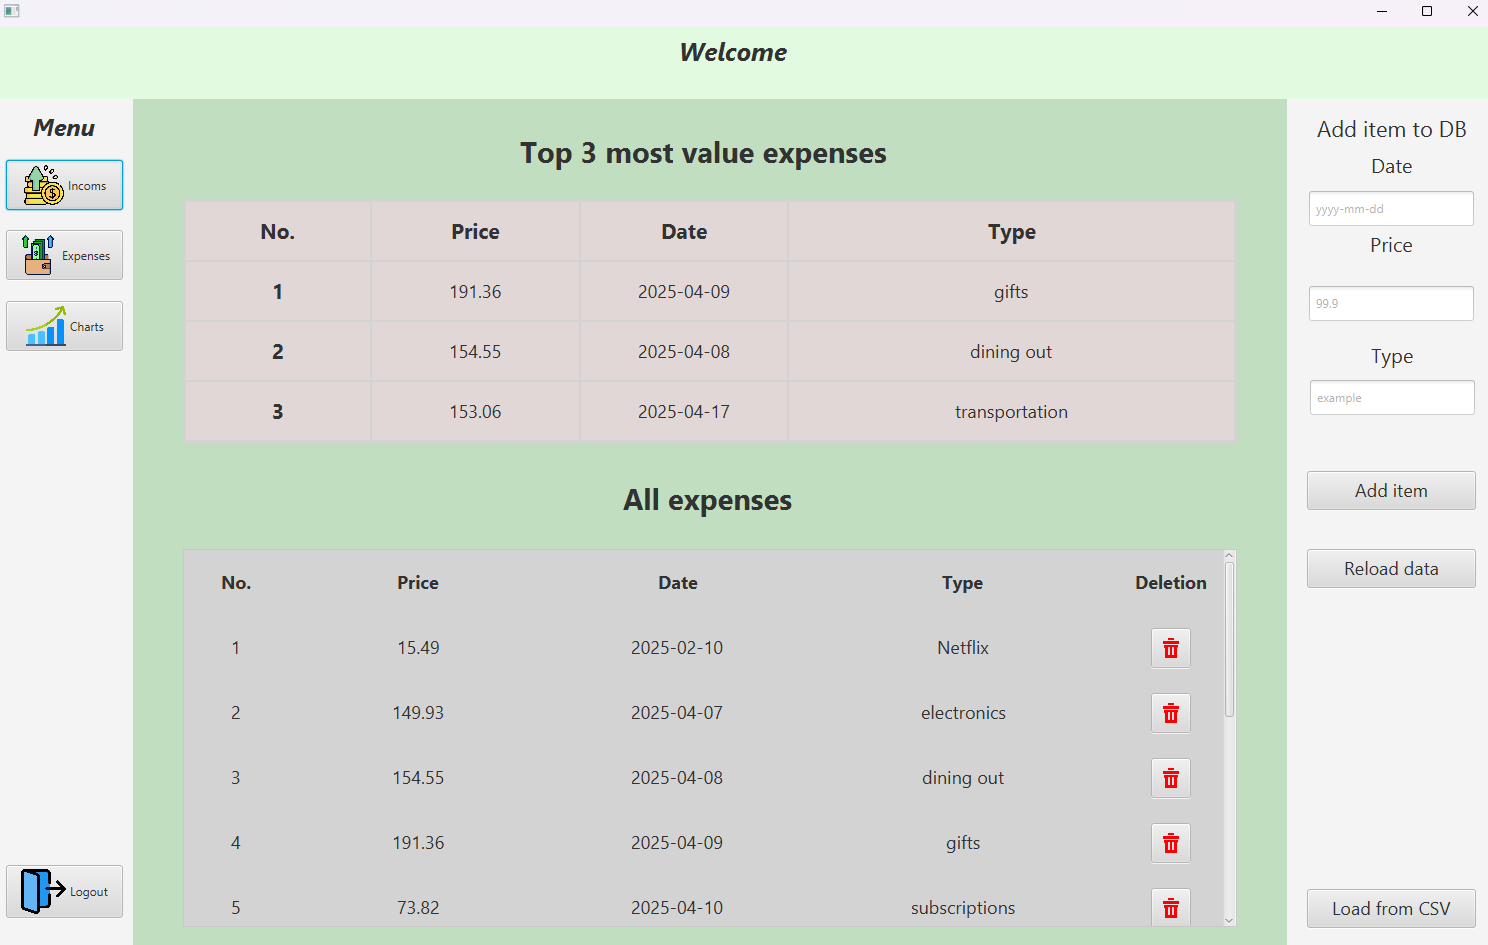 Welcome
Menu
Incoms
Expenses
Charts
Logout
Top 3 most value expenses
No. Price Date Type
1 191.36 2025-04-09 gifts
2 154.55 2025-04-08 dining out
3 153.06 2025-04-17 transportation
All expenses
No. Price Date Type Deletion
1 15.49 2025-02-10 Netflix
2 149.93 2025-04-07 electronics
3 154.55 2025-04-08 dining out
4 191.36 2025-04-09 gifts
5 73.82 2025-04-10 subscriptions
Add item to DB
Date
yyyy-mm-dd
Price
99.9
Type
example
Add item
Reload data
Load from CSV